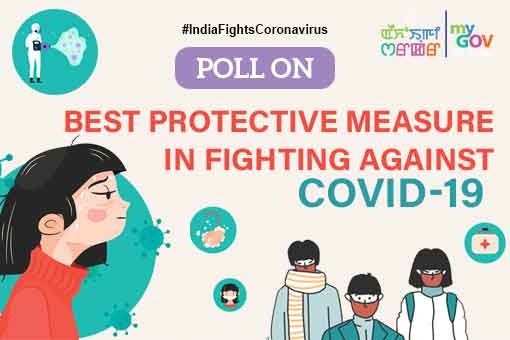 #IndiaFightsCoronavirus
my
GOV
POLL ON
BEST PROTECTIVE MEASURE
IN FIGHTING AGAINST
COVID-19